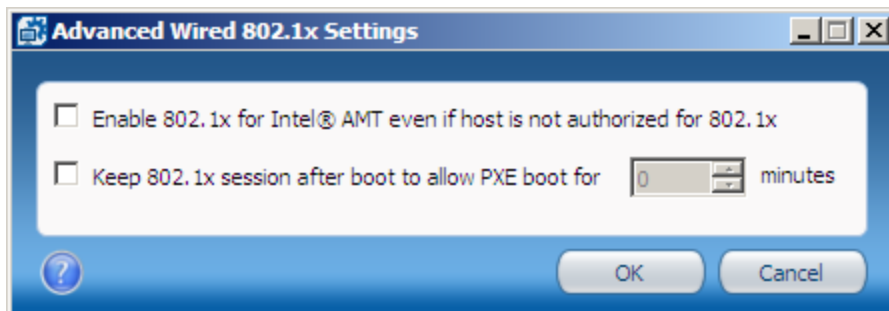 Advanced Wired 802.1x Settings
Enable 802.1x for Intel® AMT even if host is not authorized for 802.1x
Keep 802.1x session after boot to allow PXE boot for 0 minutes
?
OK Cancel